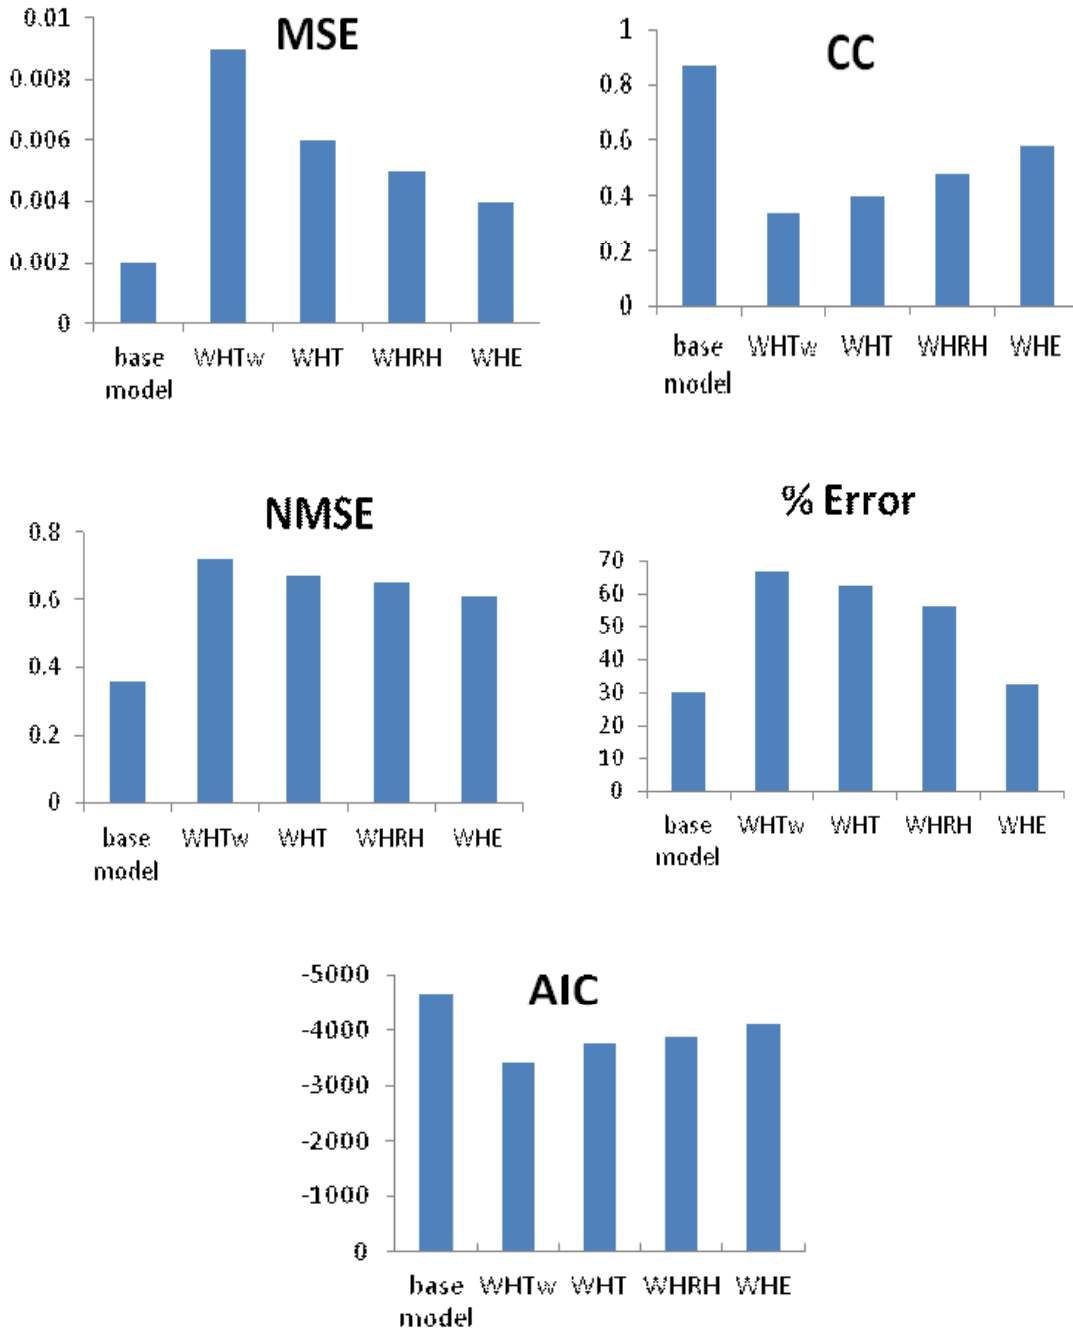 MSE
0.01
0.008
0.006
0.004
0.002
0
base model
WHTw
WHT
WHRH
WHE
CC
1
0.8
0.6
0.4
0.2
0
base model
WHTw
WHT
WHRH
WHE
NMSE
0.8
0.6
0.4
0.2
0
base model
WHTw
WHT
WHRH
WHE
% Error
70
60
50
40
30
20
10
0
base model
WHTw
WHT
WHRH
WHE
AIC
-5000
-4000
-3000
-2000
-1000
0
base model
WHTw
WHT
WHRH
WHE